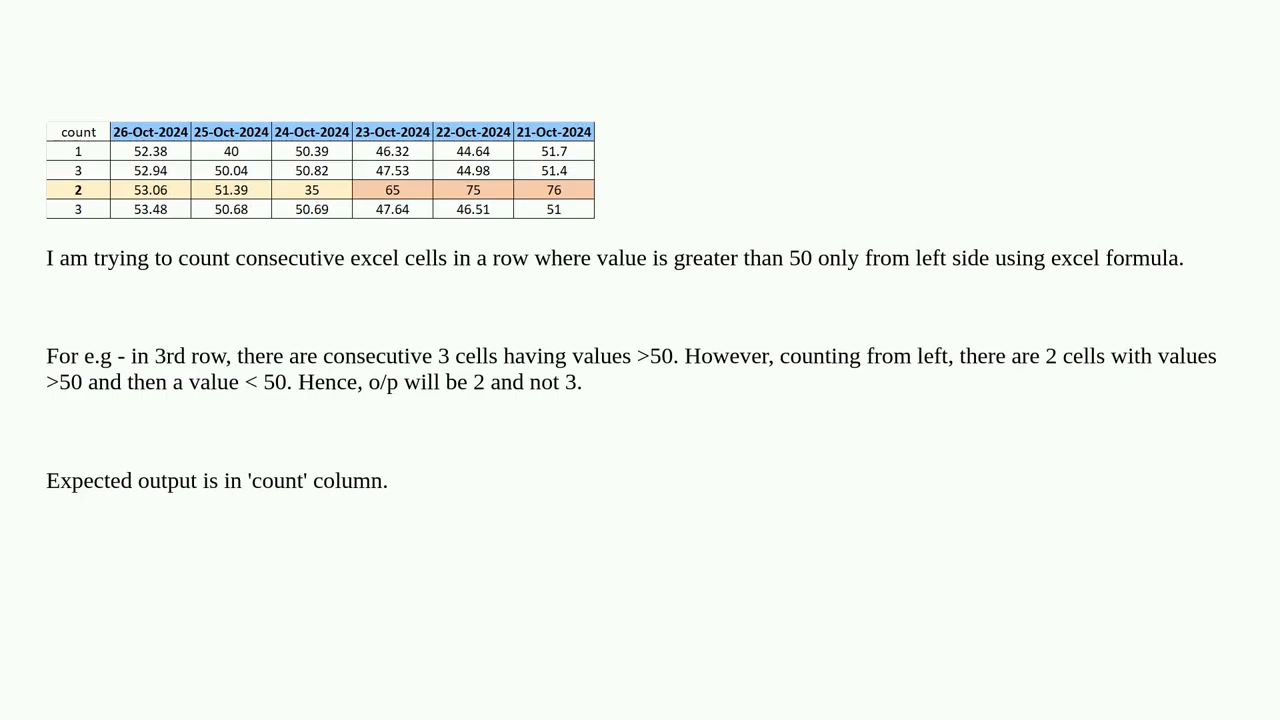 count 26-Oct-2024 25-Oct-2024 24-Oct-2024 23-Oct-2024 22-Oct-2024 21-Oct-2024
1 52.38 40 50.39 46.32 44.64 51.7
3 52.94 50.04 50.82 47.53 44.98 51.4
2 53.06 51.39 35 65 75 76
3 53.48 50.68 50.69 47.64 46.51 51
I am trying to count consecutive excel cells in a row where value is greater than 50 only from left side using excel formula.
For e.g - in 3rd row, there are consecutive 3 cells having values >50. However, counting from left, there are 2 cells with values
>50 and then a value < 50. Hence, o/p will be 2 and not 3.
Expected output is in 'count' column.